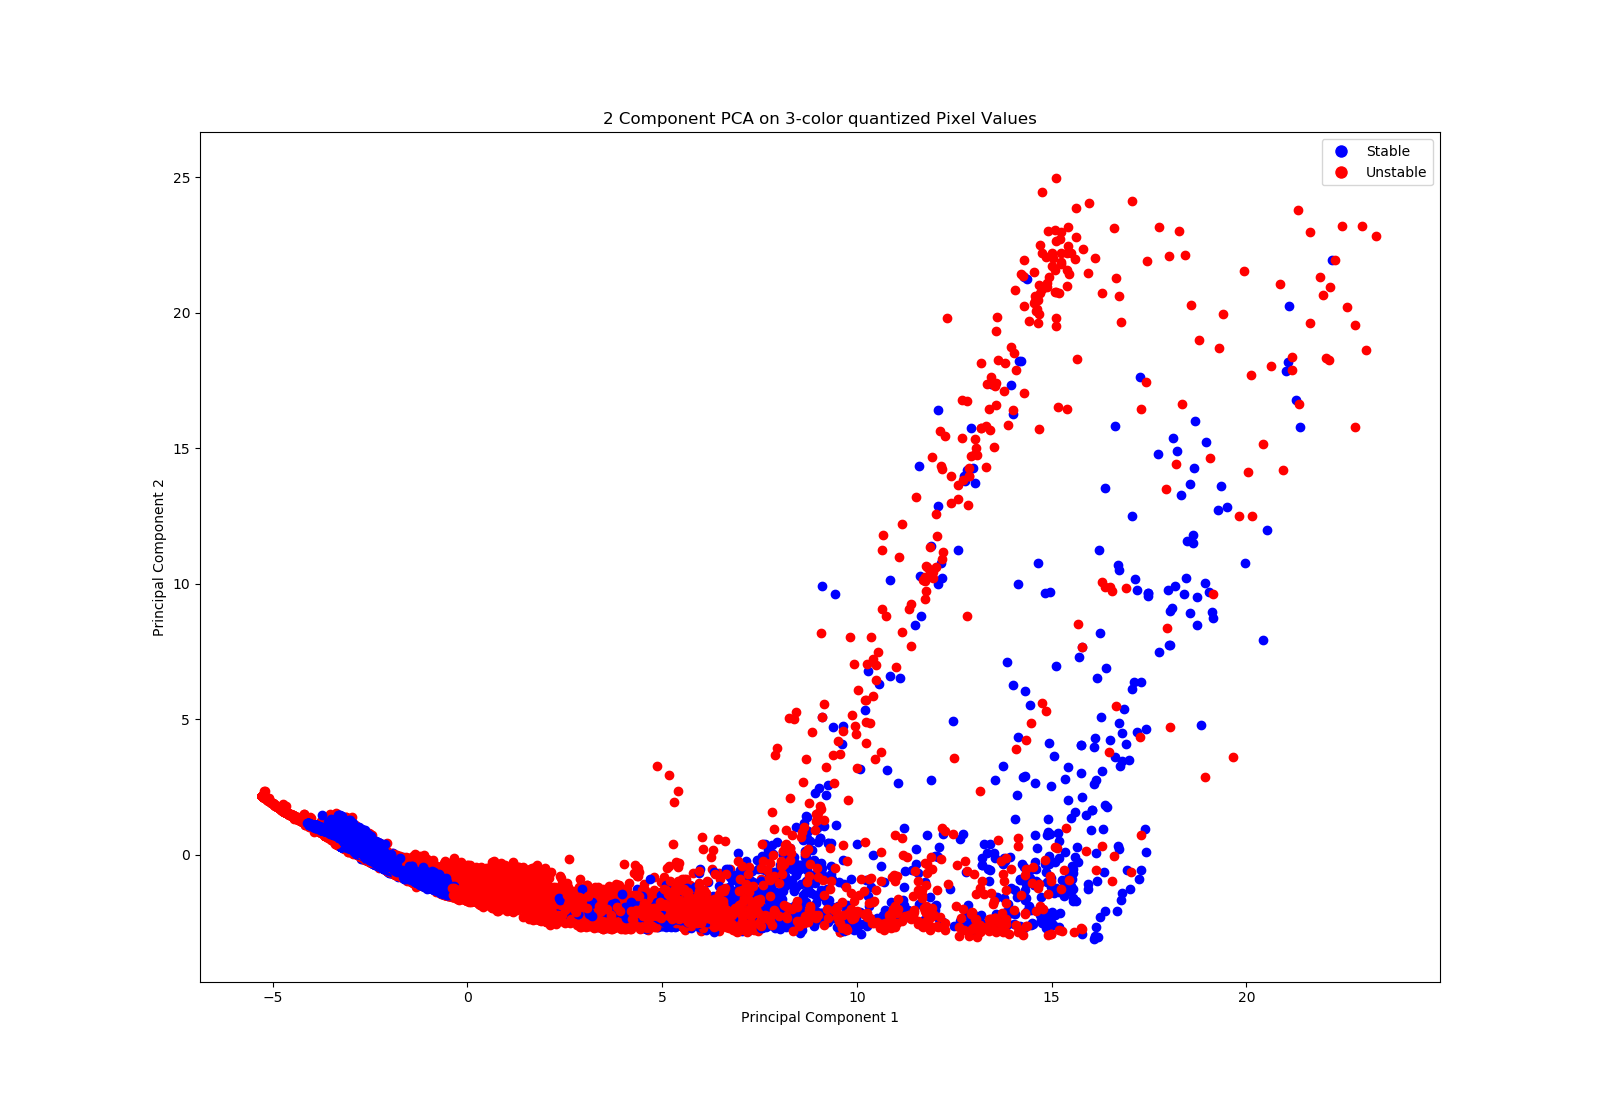 2 Component PCA on 3-color quantized Pixel Values
Stable
Unstable
25
20
15
10
5
0
Principal Component 2
−5
0
5
10
15
20
Principal Component 1